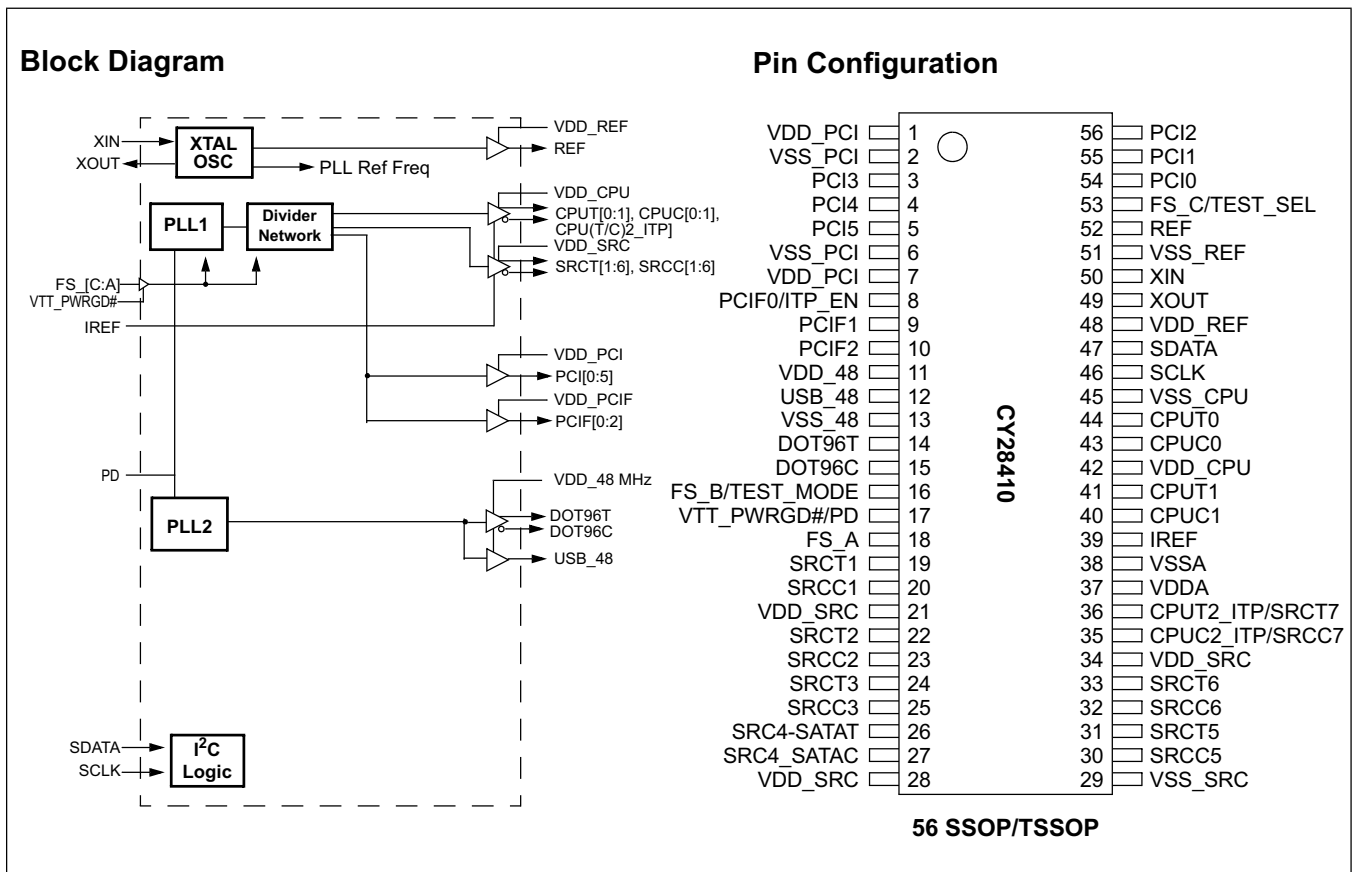 Block Diagram
XIN
XOUT
XTAL
OSC
VDD_REF
REF
PLL Ref Freq
PLL1
Divider
Network
VDD_CPU
CPUT[0:1], CPUC[0:1],
CPU(T/C)2_ITP]
VDD_SRC
SRCT[1:6], SRCC[1:6]
FS_[C:A]
VTT_PWRGD#
IREF
VDD_PCI
PCI[0:5]
VDD_PCIF
PCIF[0:2]
PD
PLL2
VDD_48 MHz
DOT96T
DOT96C
USB_48
SDATA
SCLK
I2C
Logic
Pin Configuration
VDD_PCI 1 56 PCI2
VSS_PCI 2 55 PCI1
PCI3 3 54 PCI0
PCI4 4 53 FS_C/TEST_SEL
PCI5 5 52 REF
VSS_PCI 6 51 VSS_REF
VDD_PCI 7 50 XIN
PCIF0/ITP_EN 8 49 XOUT
PCIF1 9 48 VDD_REF
PCIF2 10 47 SDATA
VDD_48 11 46 SCLK
USB_48 12 45 VSS_CPU
VSS_48 13 44 CPUT0
DOT96T 14 43 CPUC0
DOT96C 15 42 VDD_CPU
FS_B/TEST_MODE 16 41 CPUT1
VTT_PWRGD#/PD 17 40 CPUC1
FS_A 18 39 IREF
SRCT1 19 38 VSSA
SRCC1 20 37 VDDA
VDD_SRC 21 36 CPUT2_ITP/SRCT7
SRCT2 22 35 CPUC2_ITP/SRCC7
SRCC2 23 34 VDD_SRC
SRCT3 24 33 SRCT6
SRCC3 25 32 SRCC6
SRC4-SATAT 26 31 SRCT5
SRC4_SATAC 27 30 SRCC5
VDD_SRC 28 29 VSS_SRC
CY28410
56 SSOP/TSSOP